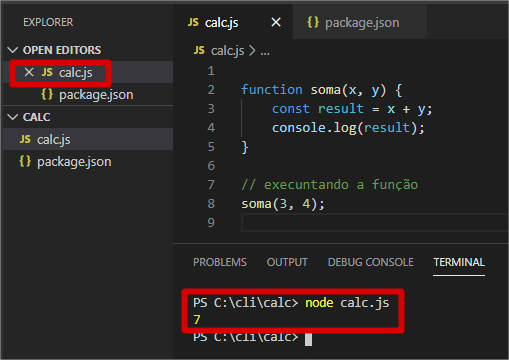 EXPLORER
OPEN EDITORS
JS calc.js
{} package.json
CALC
JS calc.js
{} package.json
JS calc.js
{} package.json
JS calc.js > ...
1
2 function soma(x, y) {
3 const result = x + y;
4 console.log(result);
5 }
6
7 // execuntando a função
8 soma(3, 4);
9
PROBLEMS OUTPUT DEBUG CONSOLE TERMINAL
PS C:\cli\calc> node calc.js
7
PS C:\cli\calc>